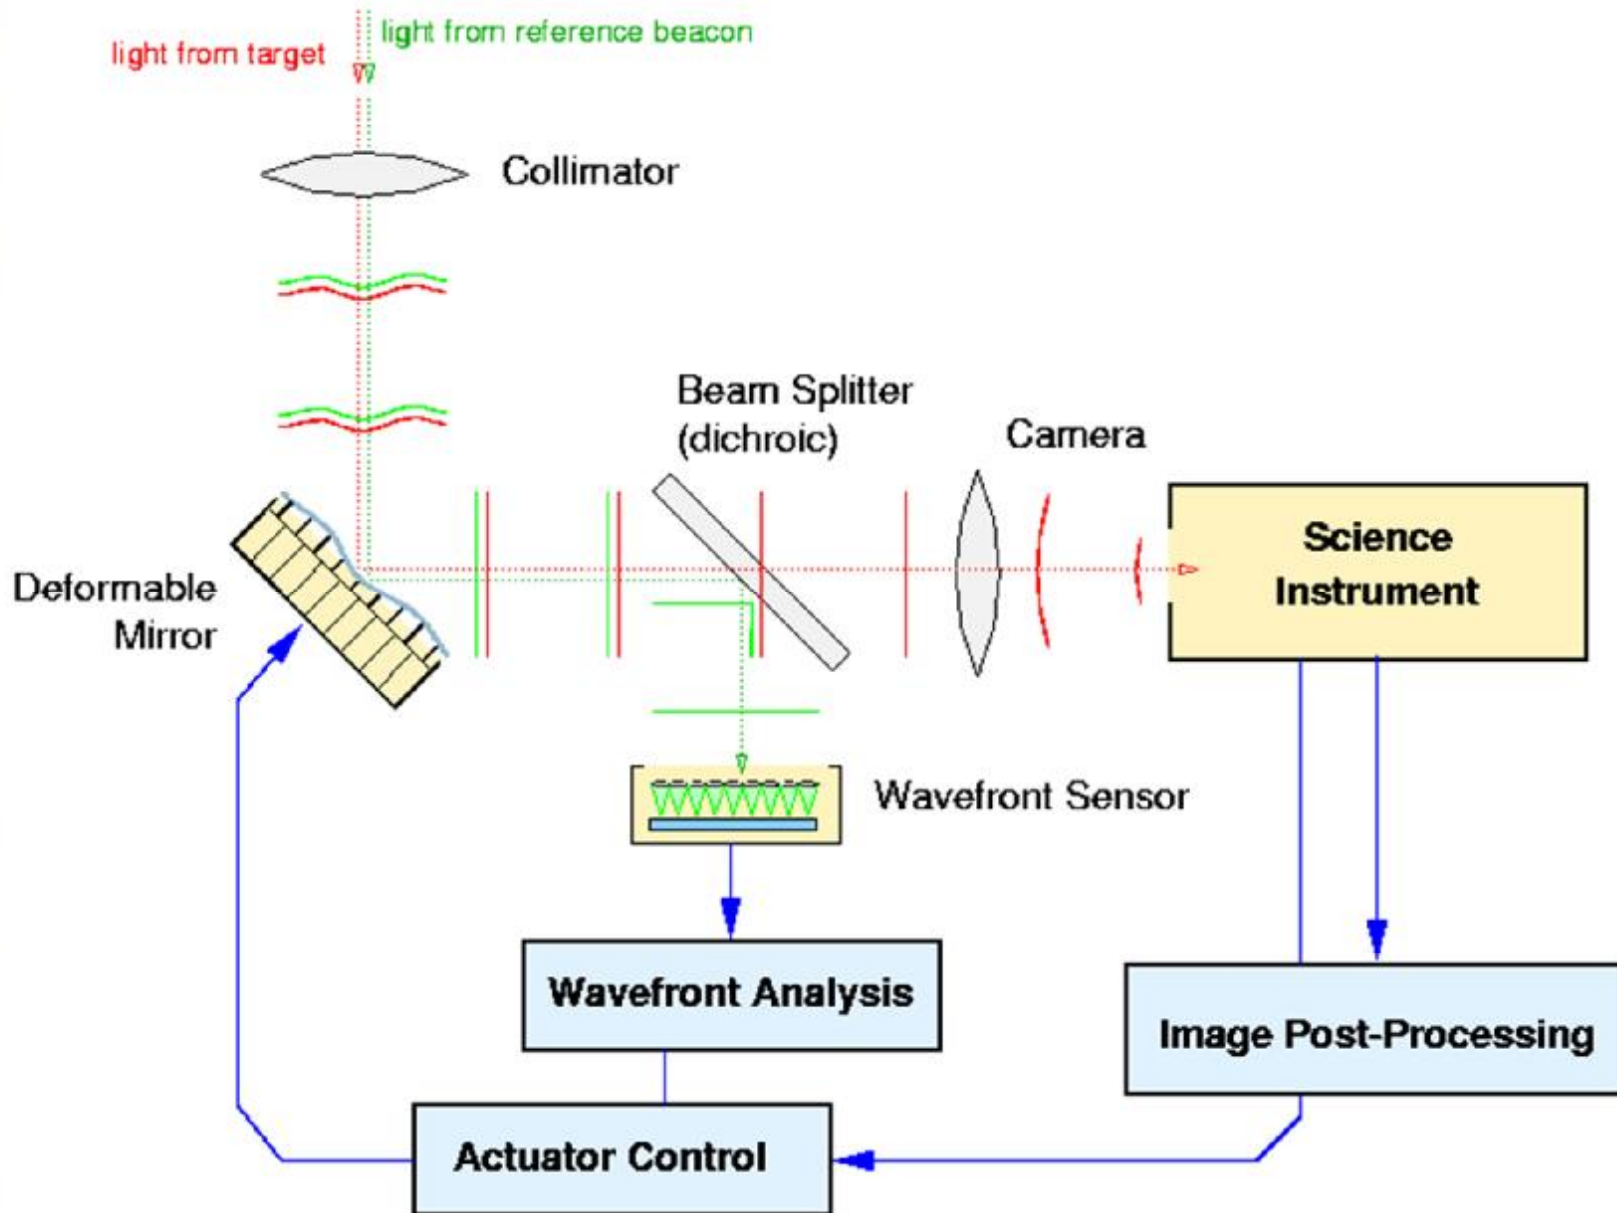 light from reference beacon
light from target
Collimator
Beam Splitter
(dichroic)
Camera
Science
Instrument
Deformable
Mirror
Wavefront Sensor
Wavefront Analysis
Image Post-Processing
Actuator Control